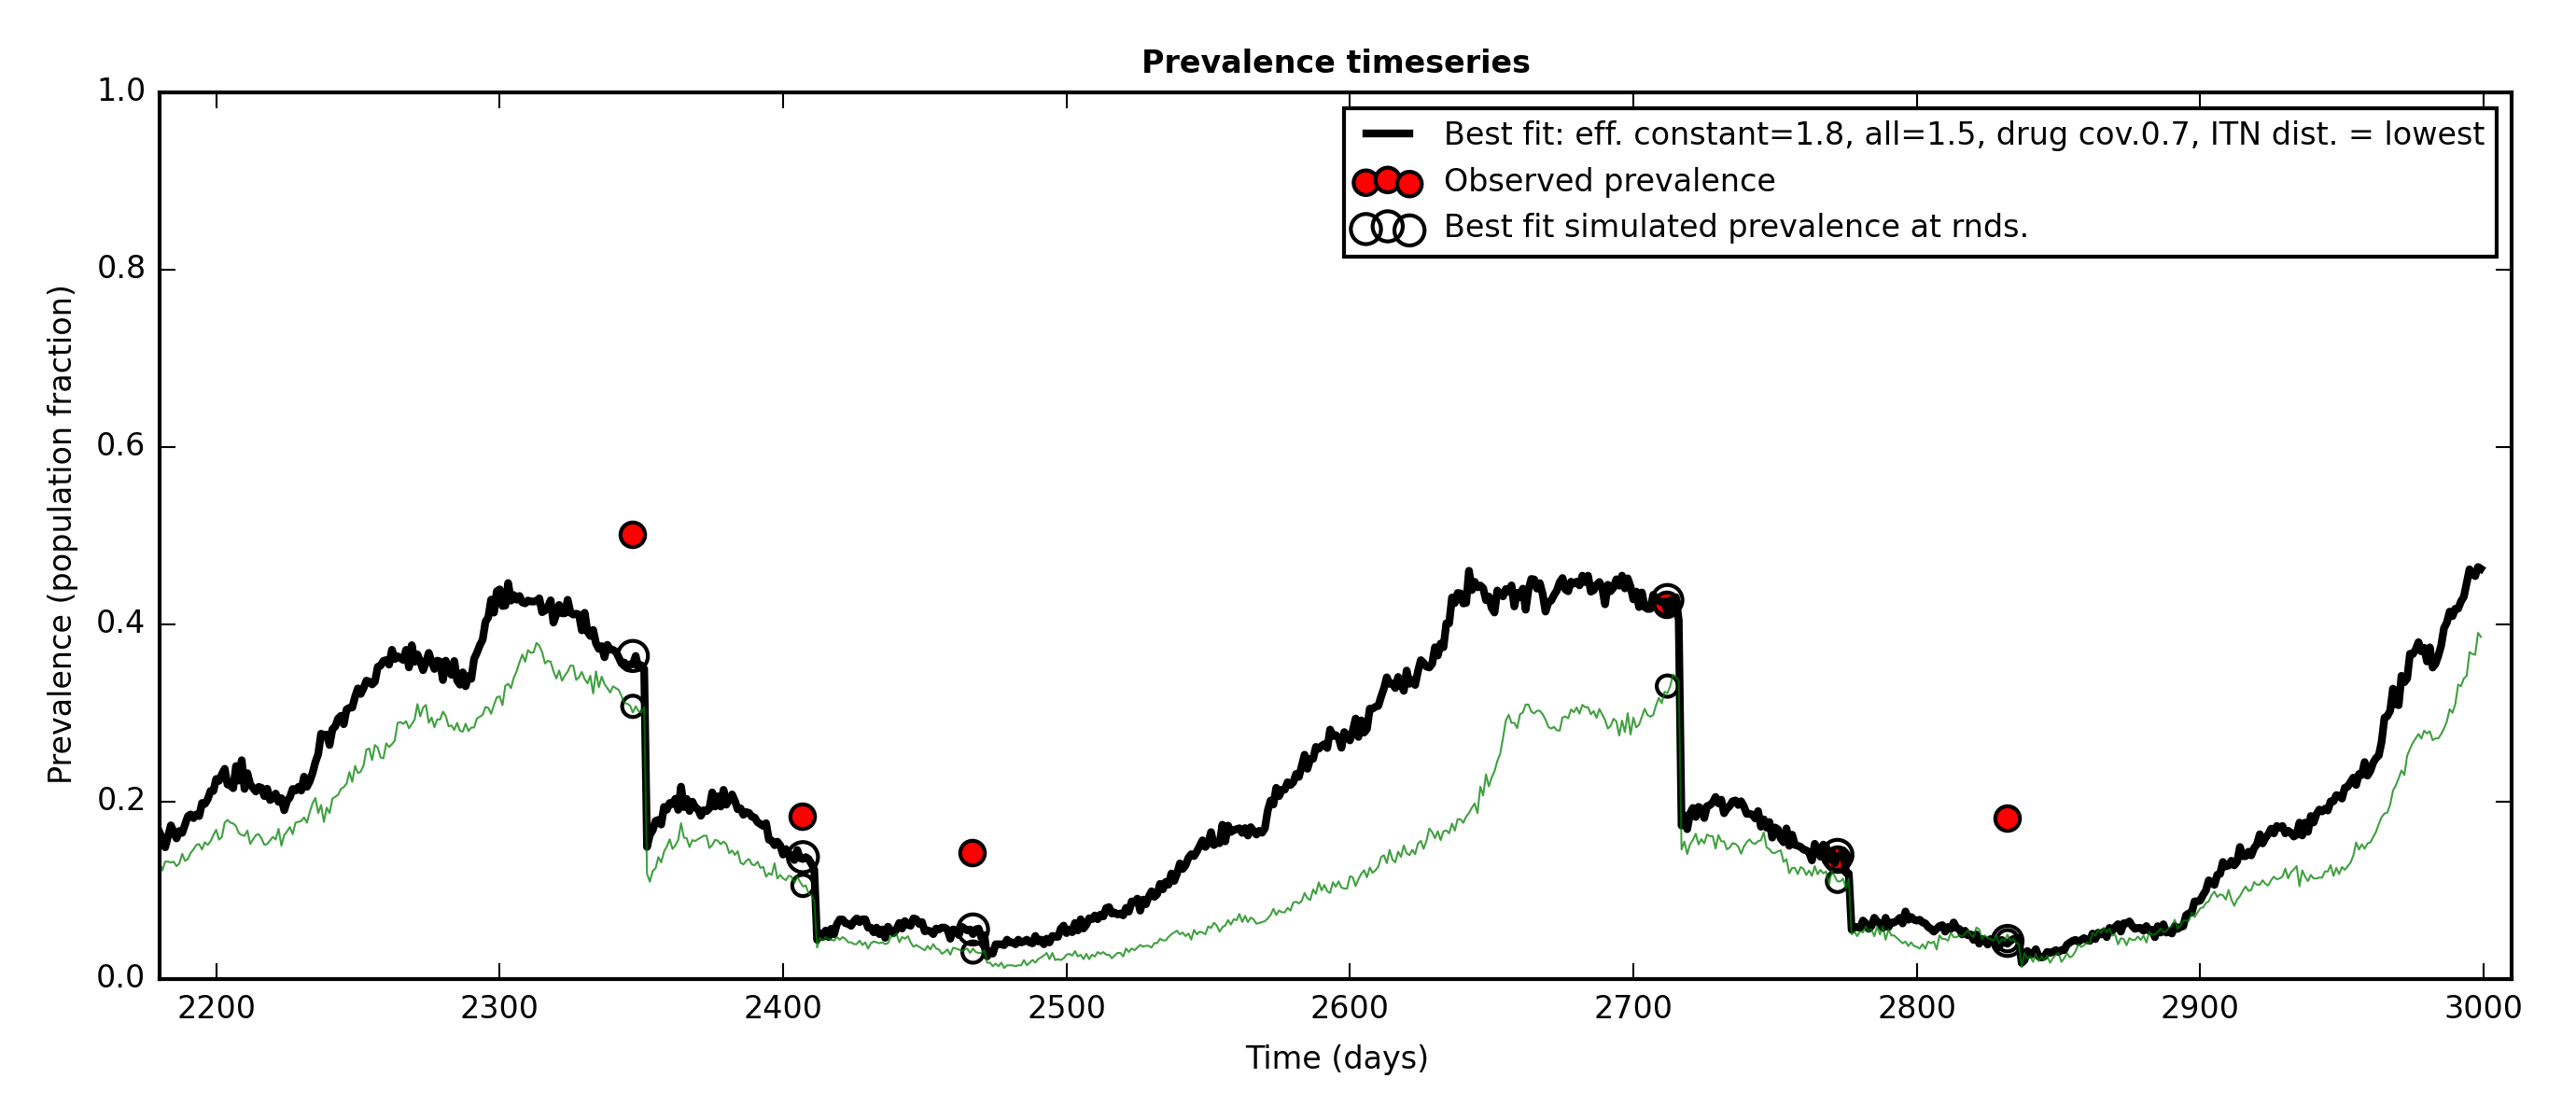 Prevalence timeseries
1.0
0.8
0.6
0.4
0.2
0.0
Prevalence (population fraction)
Best fit: eff. constant=1.8, all=1.5, drug cov.0.7, ITN dist. = lowest
Observed prevalence
Best fit simulated prevalence at rnds.
2200 2300 2400 2500 2600 2700 2800 2900 3000
Time (days)